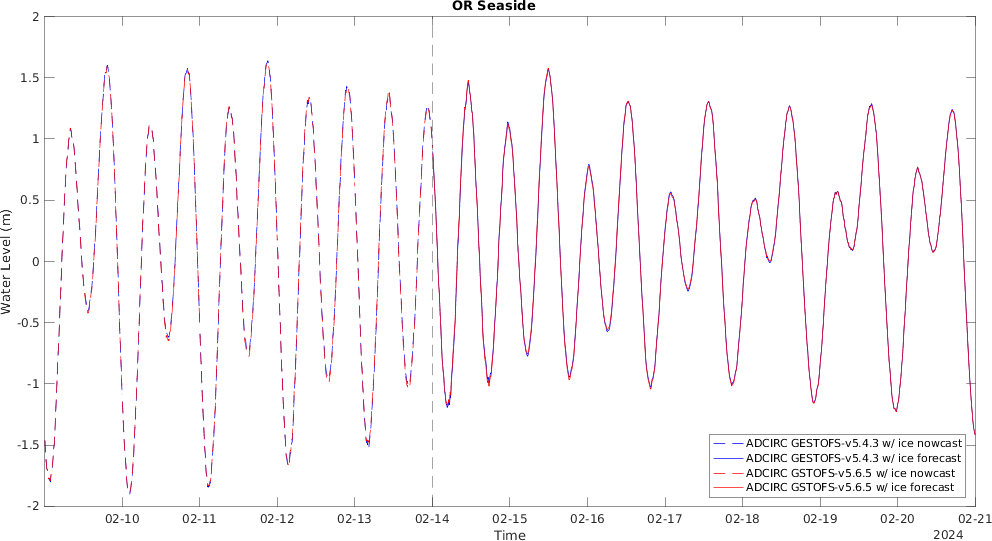 OR Seaside
2
1.5
1
0.5
0
-0.5
-1
-1.5
-2
Water Level (m)
02-10 02-11 02-12 02-13 02-14 02-15 02-16 02-17 02-18 02-19 02-20 02-21
Time
2024
ADCIRC GESTOFS-v5.4.3 w/ ice nowcast
ADCIRC GESTOFS-v5.4.3 w/ ice forecast
ADCIRC GSTOFS-v5.6.5 w/ ice nowcast
ADCIRC GSTOFS-v5.6.5 w/ ice forecast